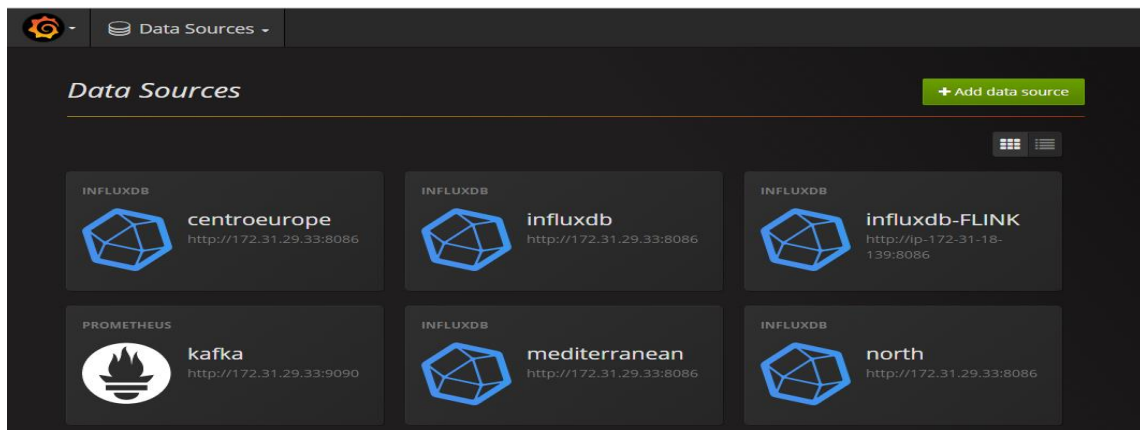 Data Sources
Data Sources
+ Add data source
INFLUXDB
centroeurope
http://172.31.29.33:8086
INFLUXDB
influxdb
http://172.31.29.33:8086
INFLUXDB
influxdb-FLINK
http://ip-172-31-18-
139:8086
PROMETHEUS
kafka
http://172.31.29.33:9090
INFLUXDB
mediterranean
http://172.31.29.33:8086
INFLUXDB
north
http://172.31.29.33:8086